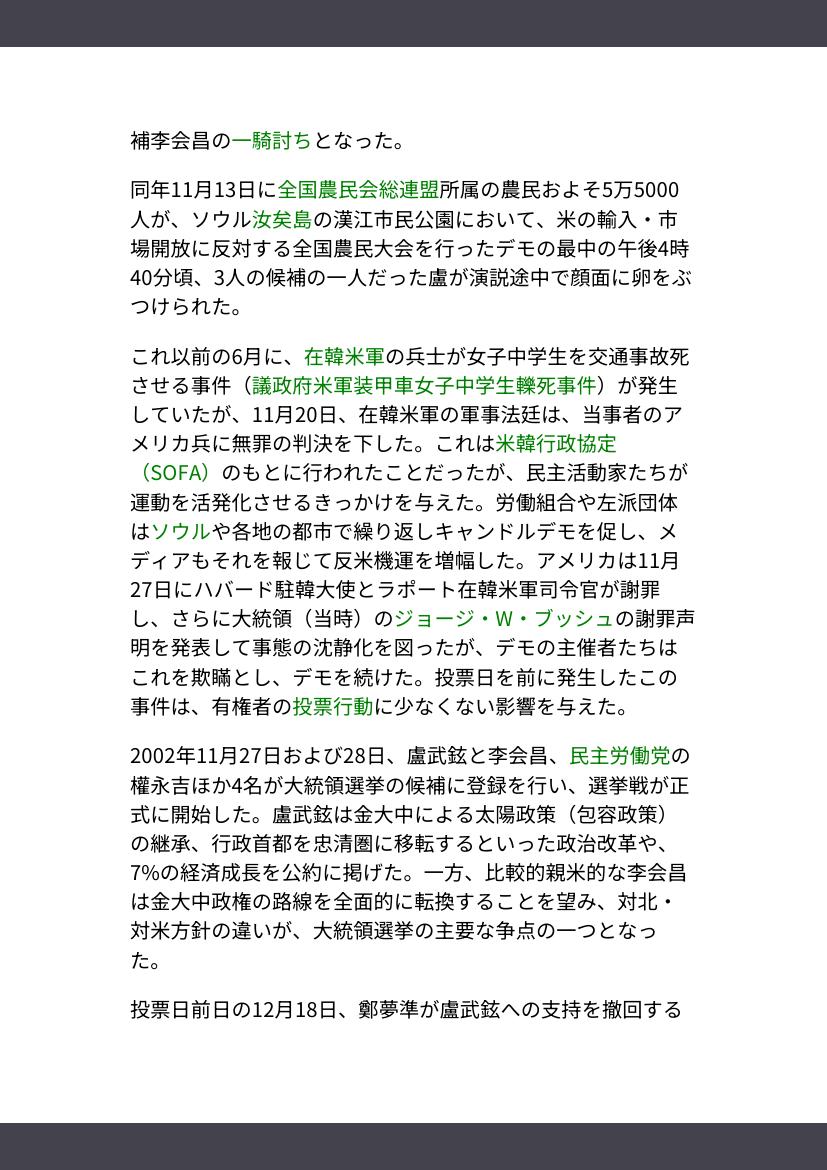 補李会昌の一騎討ちとなった。
同年11月13日に全国農民会総連盟所属の農民およそ5万5000
人が、ソウル汝矣島の漢江市民公園において、米の輸入・市
場開放に反対する全国農民大会を行ったデモの最中の午後4時
40分頃、3人の候補の一人だった盧が演説途中で顔面に卵をぶ
つけられた。
これ以前の6月に、在韓米軍の兵士が女子中学生を交通事故死
させる事件（議政府米軍装甲車女子中学生轢死事件）が発生
していたが、11月20日、在韓米軍の軍事法廷は、当事者のア
メリカ兵に無罪の判決を下した。これは米韓行政協定
（SOFA）のもとに行われたことだったが、民主活動家たちが
運動を活発化させるきっかけを与えた。労働組合や左派団体
はソウルや各地の都市で繰り返しキャンドルデモを促し、メ
ディアもそれを報じて反米機運を増幅した。アメリカは11月
27日にハバード駐韓大使とラポート在韓米軍司令官が謝罪
し、さらに大統領（当時）のジョージ・W・ブッシュの謝罪声
明を発表して事態の沈静化を図ったが、デモの主催者たちは
これを欺瞞とし、デモを続けた。投票日を前に発生したこの
事件は、有権者の投票行動に少なくない影響を与えた。
2002年11月27日および28日、盧武鉉と李会昌、民主労働党の
權永吉ほか4名が大統領選挙の候補に登録を行い、選挙戦が正
式に開始した。盧武鉉は金大中による太陽政策（包容政策）
の継承、行政首都を忠清圏に移転するといった政治改革や、
7%の経済成長を公約に掲げた。一方、比較的親米的な李会昌
は金大中政権の路線を全面的に転換することを望み、対北・
対米方針の違いが、大統領選挙の主要な争点の一つとなっ
た。
投票日前日の12月18日、鄭夢準が盧武鉉への支持を撤回する